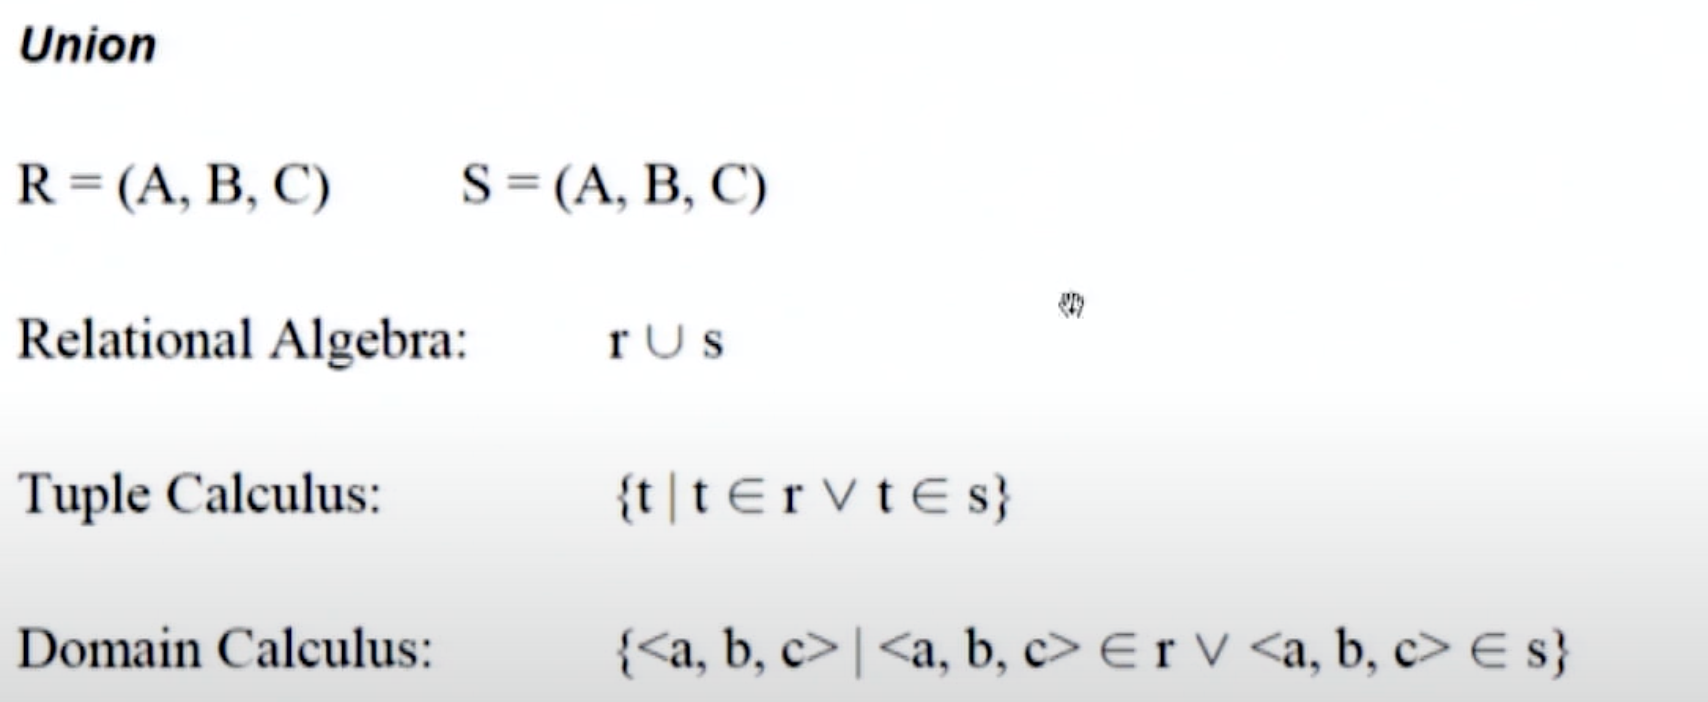 Union
R = (A, B, C) S = (A, B, C)
Relational Algebra: r ∪ s
Tuple Calculus: {t | t ∈ r ∨ t ∈ s}
Domain Calculus: {<a, b, c> | <a, b, c> ∈ r ∨ <a, b, c> ∈ s}